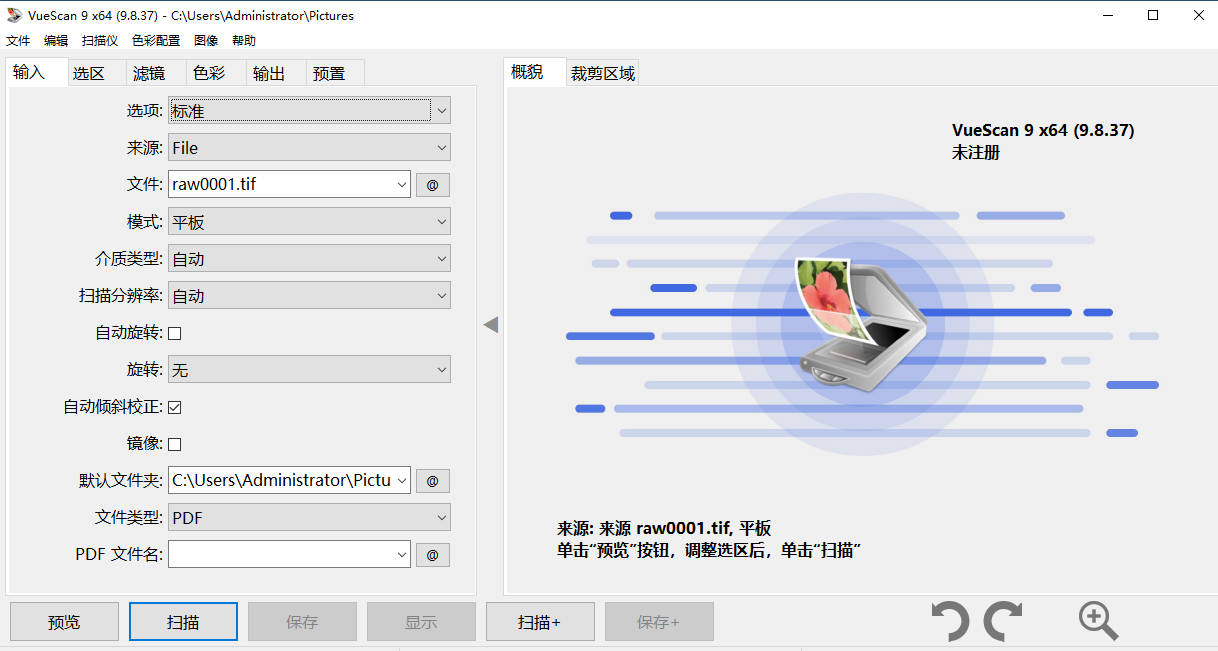 VueScan 9 x64 (9.8.37) - C:\Users\Administrator\Pictures
文件 编辑 扫描仪 色彩配置 图像 帮助
输入 选区 滤镜 色彩 输出 预置
选项: 标准
来源: File
文件: raw0001.tif @
模式: 平板
介质类型: 自动
扫描分辨率: 自动
自动旋转:
旋转: 无
自动倾斜校正:
镜像:
默认文件夹: C:\Users\Administrator\Pictu @
文件类型: PDF
PDF 文件名: @
概貌 裁剪区域
VueScan 9 x64 (9.8.37)
未注册
来源: 来源 raw0001.tif, 平板
单击“预览”按钮，调整选区后，单击“扫描”
预览 扫描 保存 显示 扫描+ 保存+